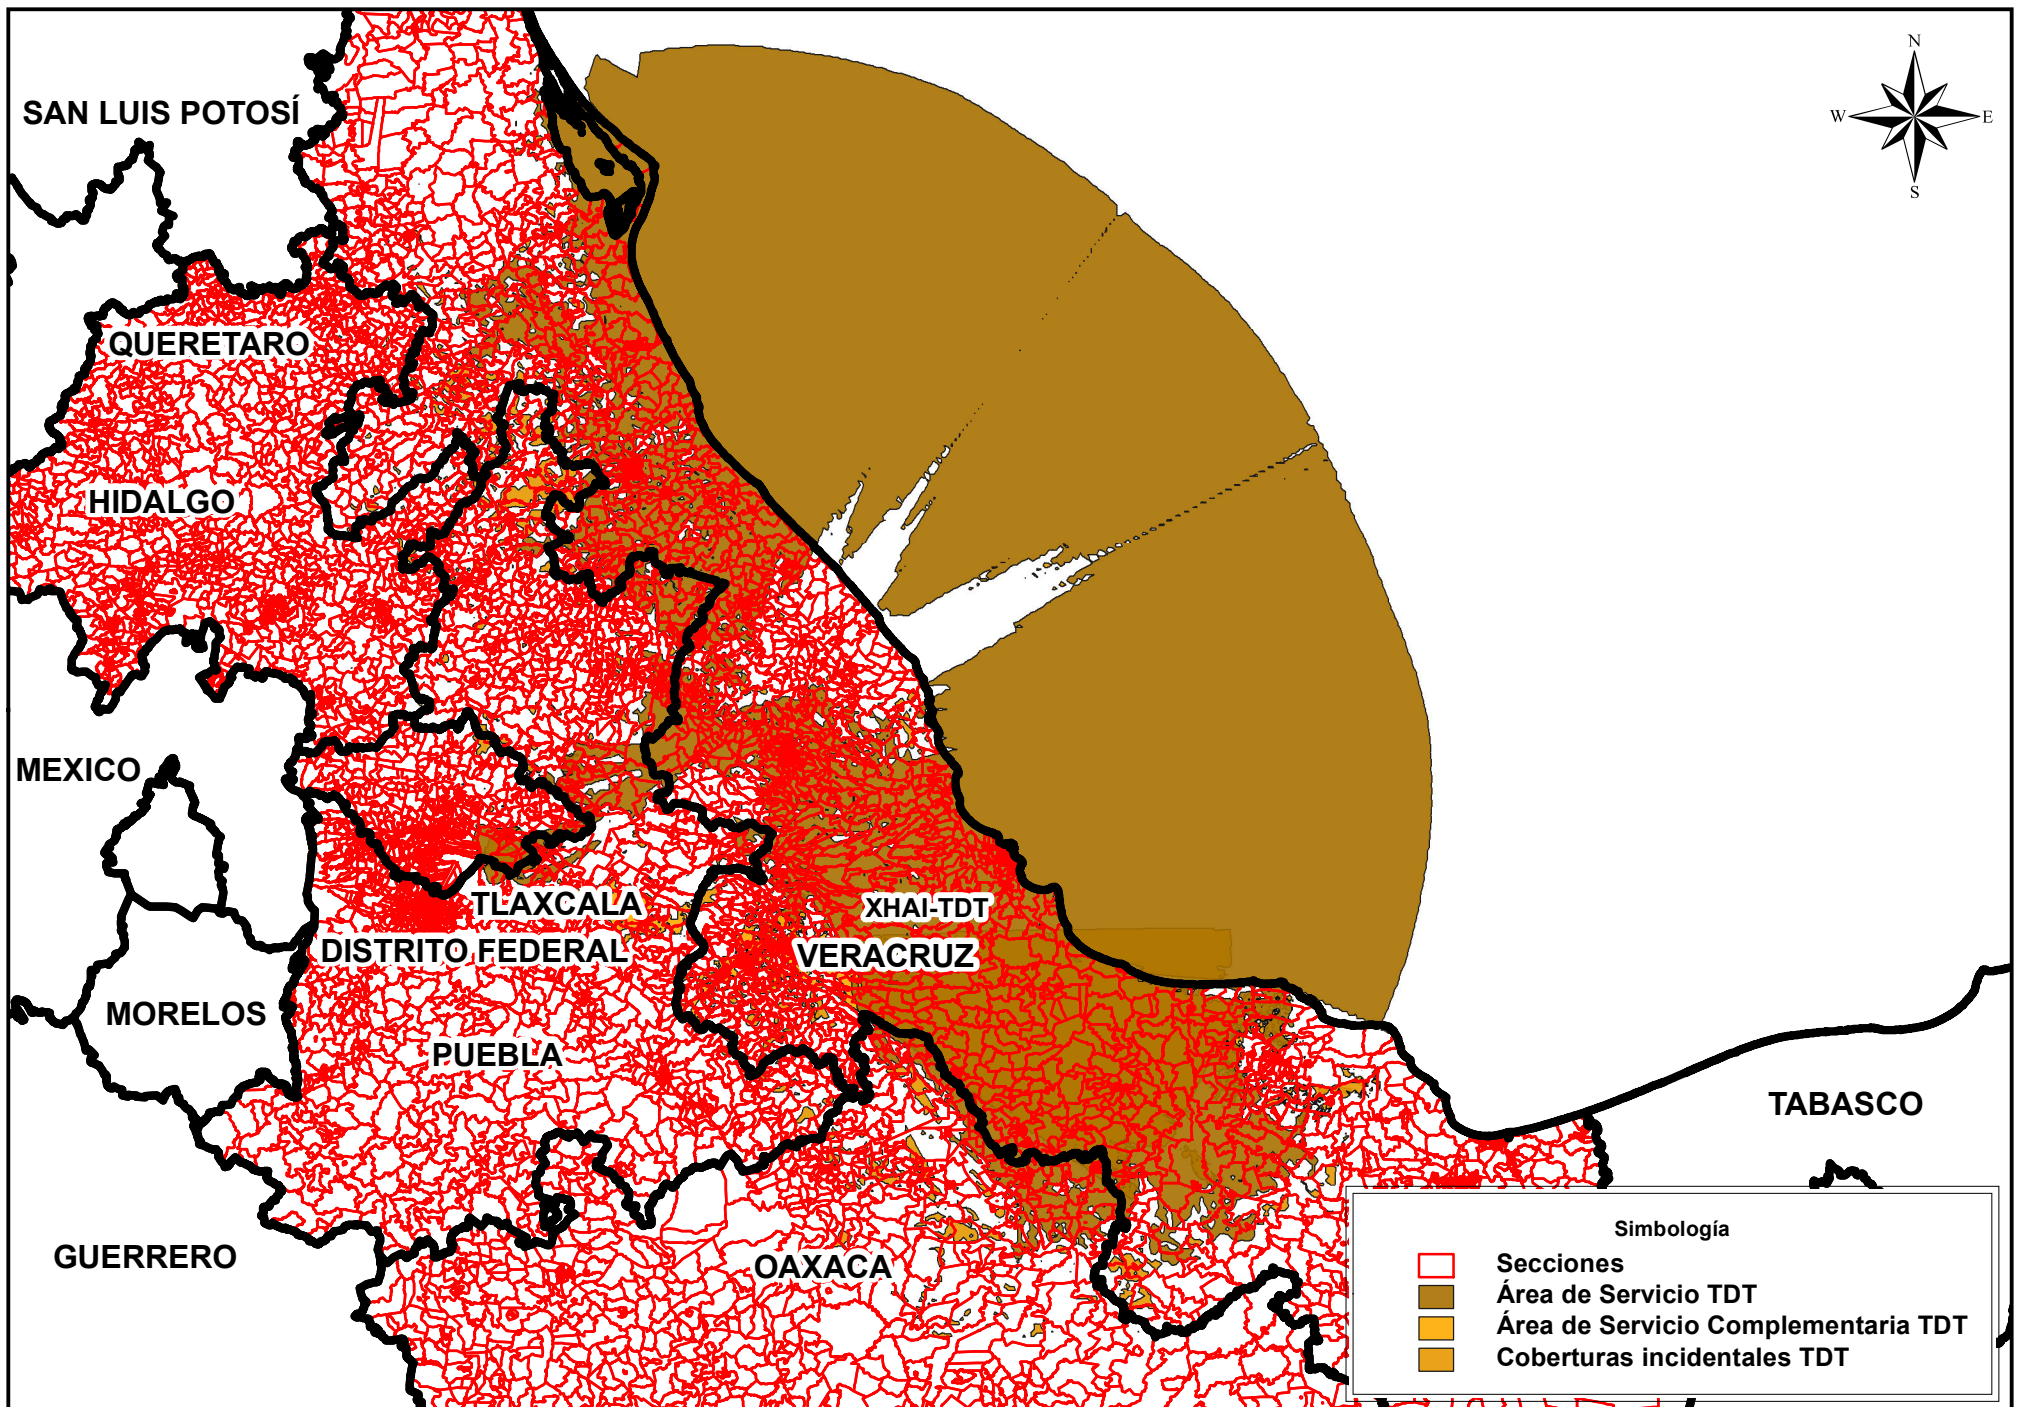 N
W
E
S
SAN LUIS POTOSÍ
QUERETARO
HIDALGO
MEXICO
TLAXCALA
XHAI-TDT
DISTRITO FEDERAL
VERACRUZ
MORELOS
PUEBLA
TABASCO
GUERRERO
OAXACA
Simbología
Secciones
Área de Servicio TDT
Área de Servicio Complementaria TDT
Coberturas incidentales TDT